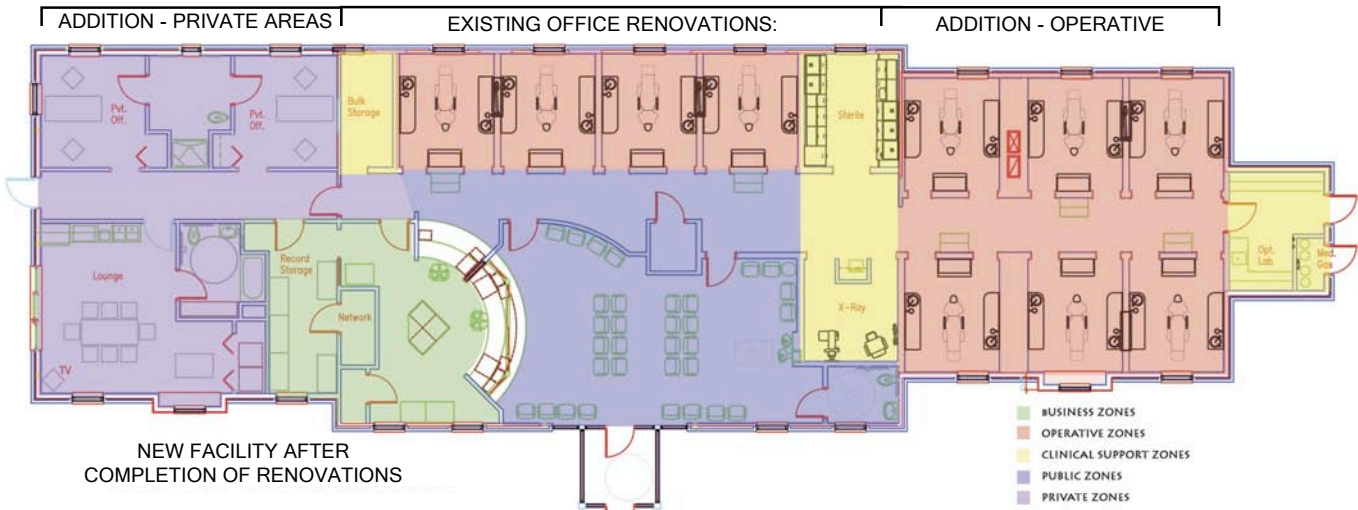 ADDITION - PRIVATE AREAS
EXISTING OFFICE RENOVATIONS:
ADDITION - OPERATIVE
Pvt.
Off.
Pvt.
Off.
Bulk
Storage
Sterile
Lounge
Record
Storage
Network
TV
X-Ray
Opt.
Lab
Med.
Gas
NEW FACILITY AFTER
COMPLETION OF RENOVATIONS
BUSINESS ZONES
OPERATIVE ZONES
CLINICAL SUPPORT ZONES
PUBLIC ZONES
PRIVATE ZONES